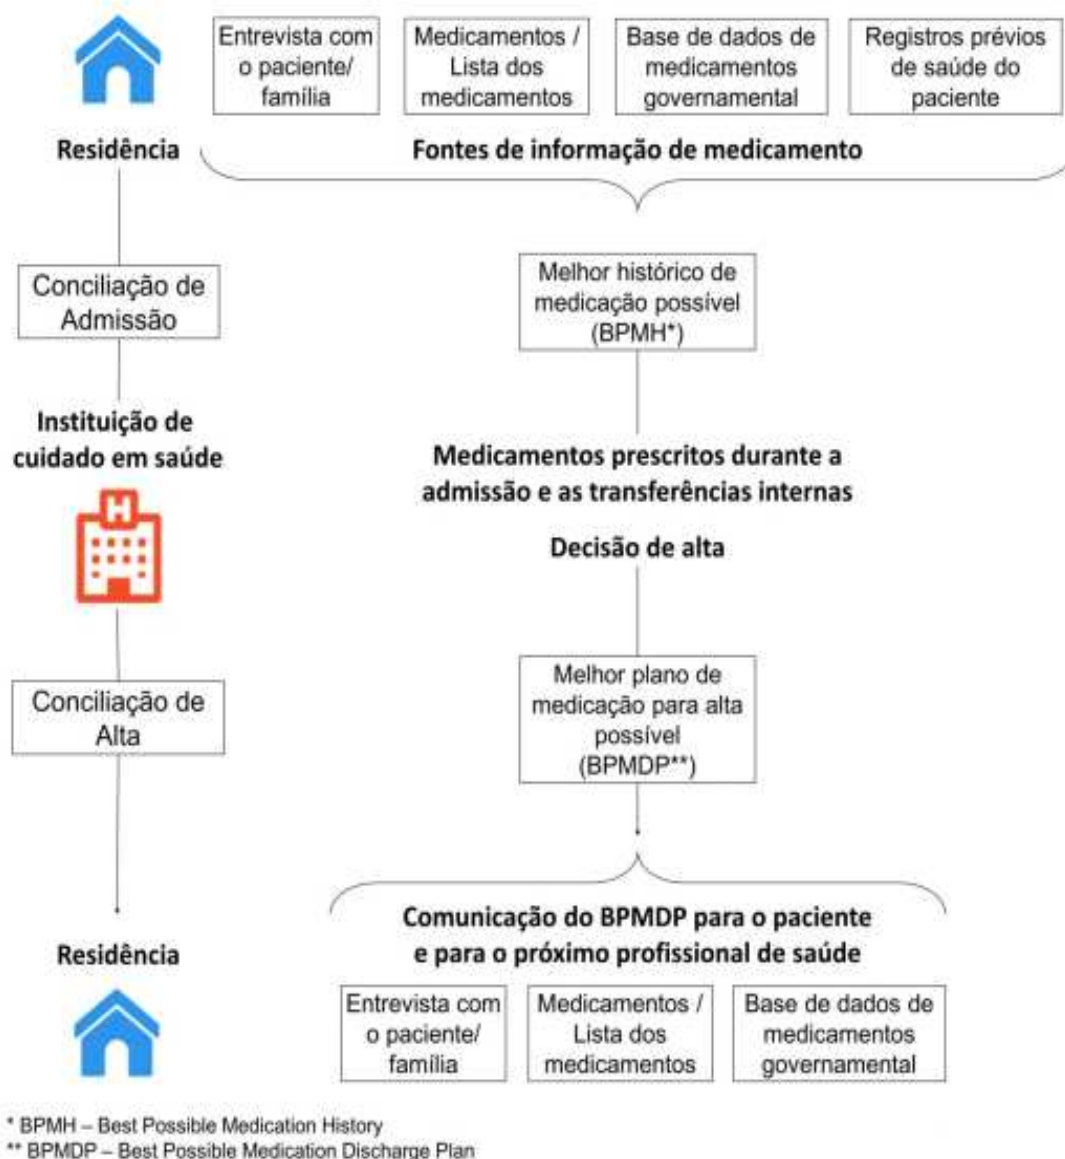 Entrevista com
o paciente/
família
Medicamentos /
Lista dos
medicamentos
Base de dados de
medicamentos
governamental
Registros prévios
de saúde do
paciente
Residência
Fontes de informação de medicamento
Conciliação de
Admissão
Melhor histórico de
medicação possível
(BPMH*)
Instituição de
cuidado em saúde
H
Medicamentos prescritos durante a
admissão e as transferências internas
Decisão de alta
Conciliação de
Alta
Melhor plano de
medicação para alta
possível
(BPMDP**)
Comunicação do BPMDP para o paciente
e para o próximo profissional de saúde
Residência
Entrevista com
o paciente/
família
Medicamentos /
Lista dos
medicamentos
Base de dados de
medicamentos
governamental
* BPMH – Best Possible Medication History
** BPMDP – Best Possible Medication Discharge Plan